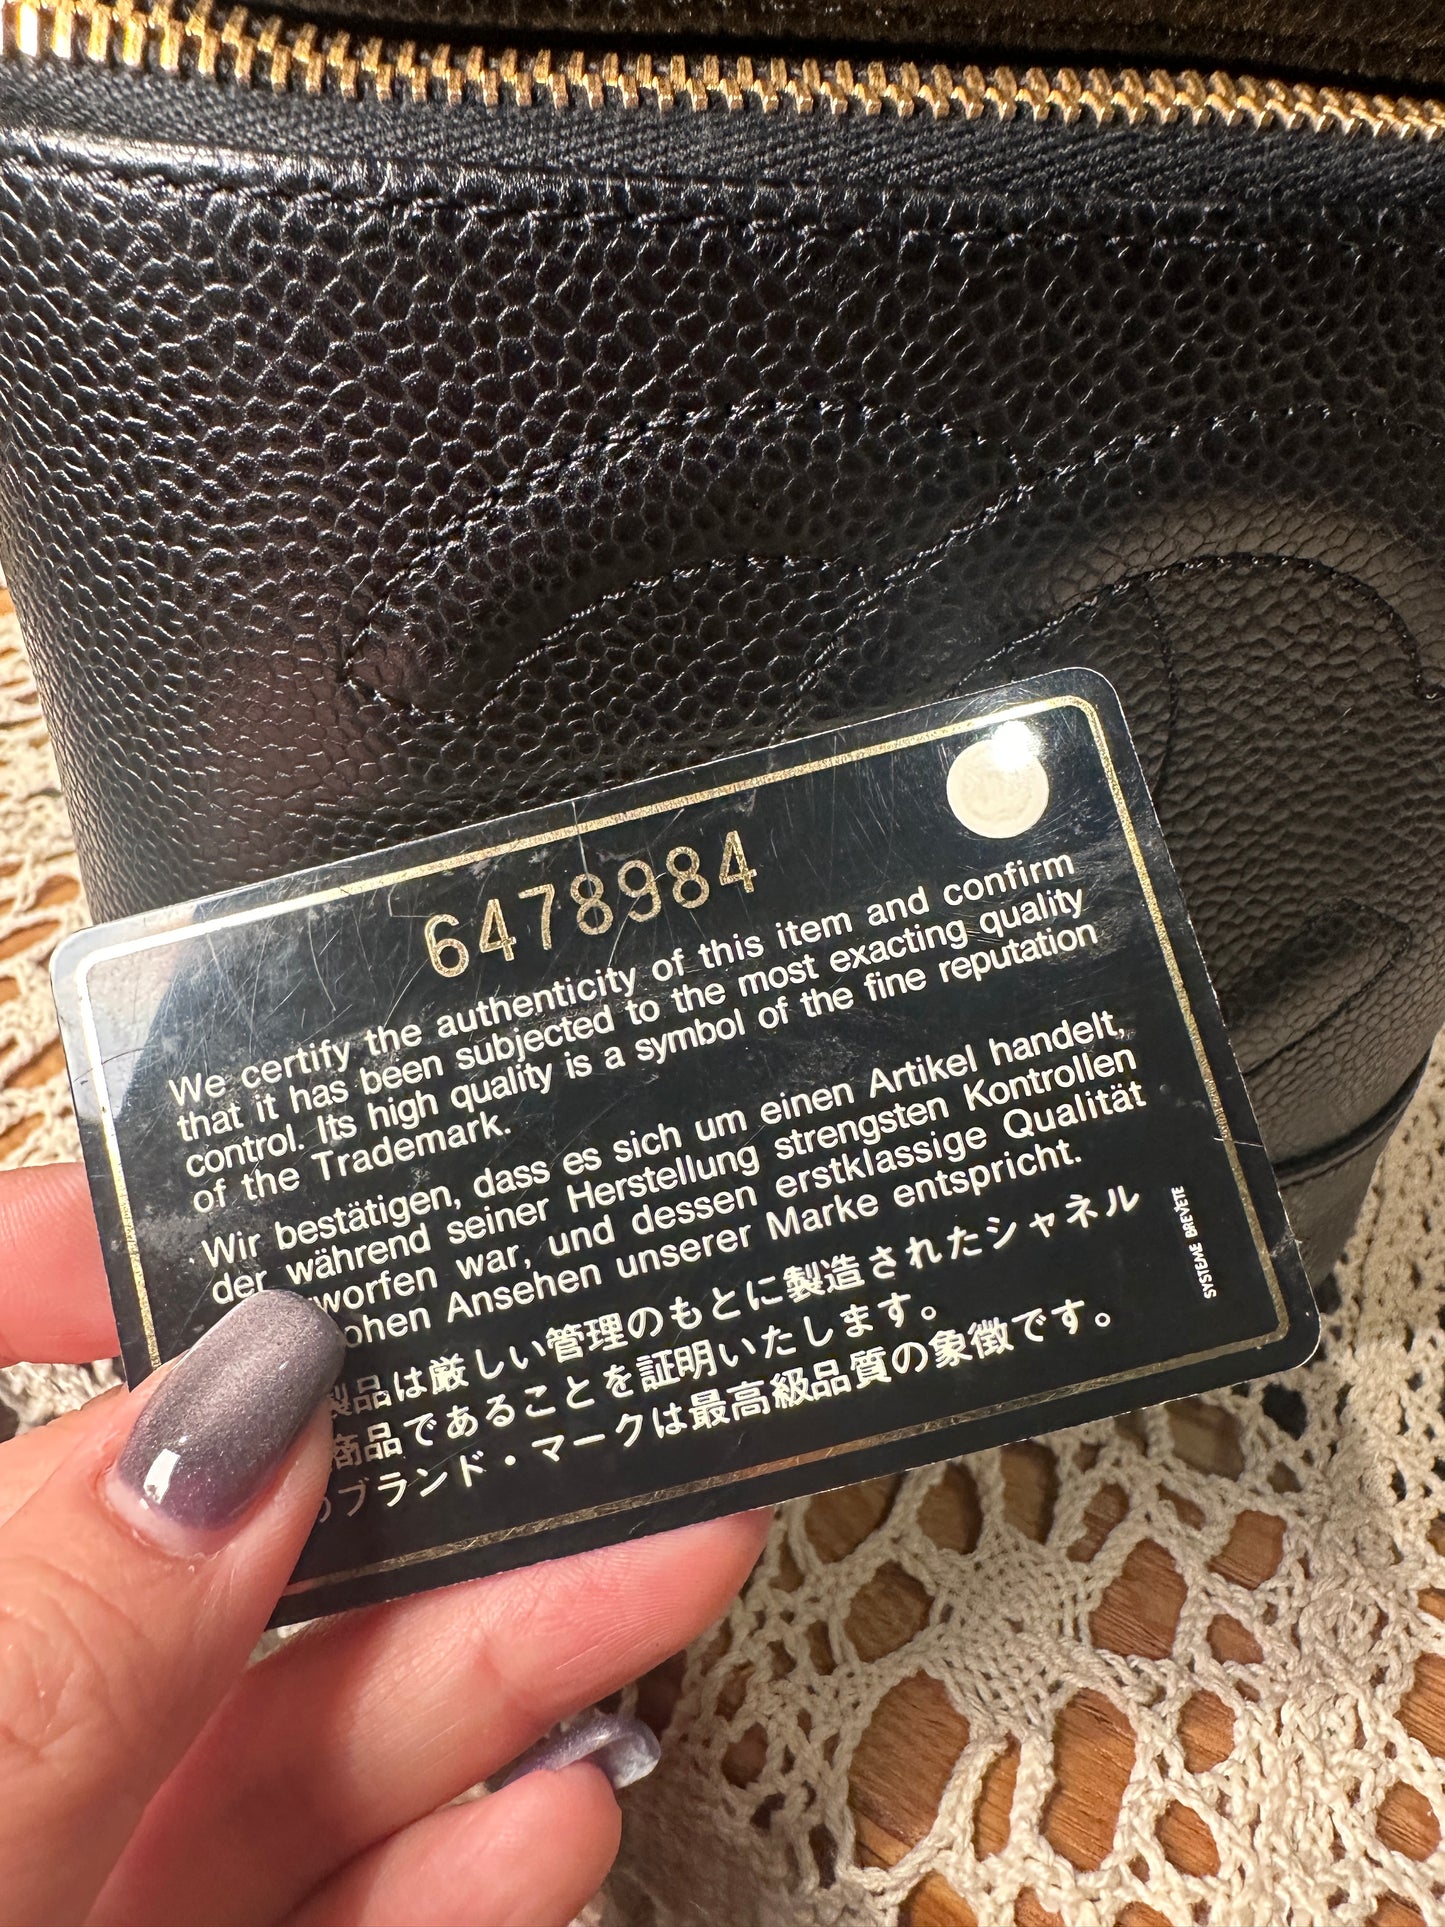 6478984
We certify the authenticity of this item and confirm
that it has been subjected to the most exacting quality
control. Its high quality is a symbol of the fine reputation
of the Trademark.
Wir bestätigen, dass es sich um einen Artikel handelt,
der während seiner Herstellung strengsten Kontrollen
worfen war, und dessen erstklassige Qualität
ohen Ansehen unserer Marke entspricht.
製品は厳しい管理のもとに製造されたシャネル
商品であることを証明いたします。
のブランド・マークは最高級品質の象徴です。
SYSTEME BREVÈTE